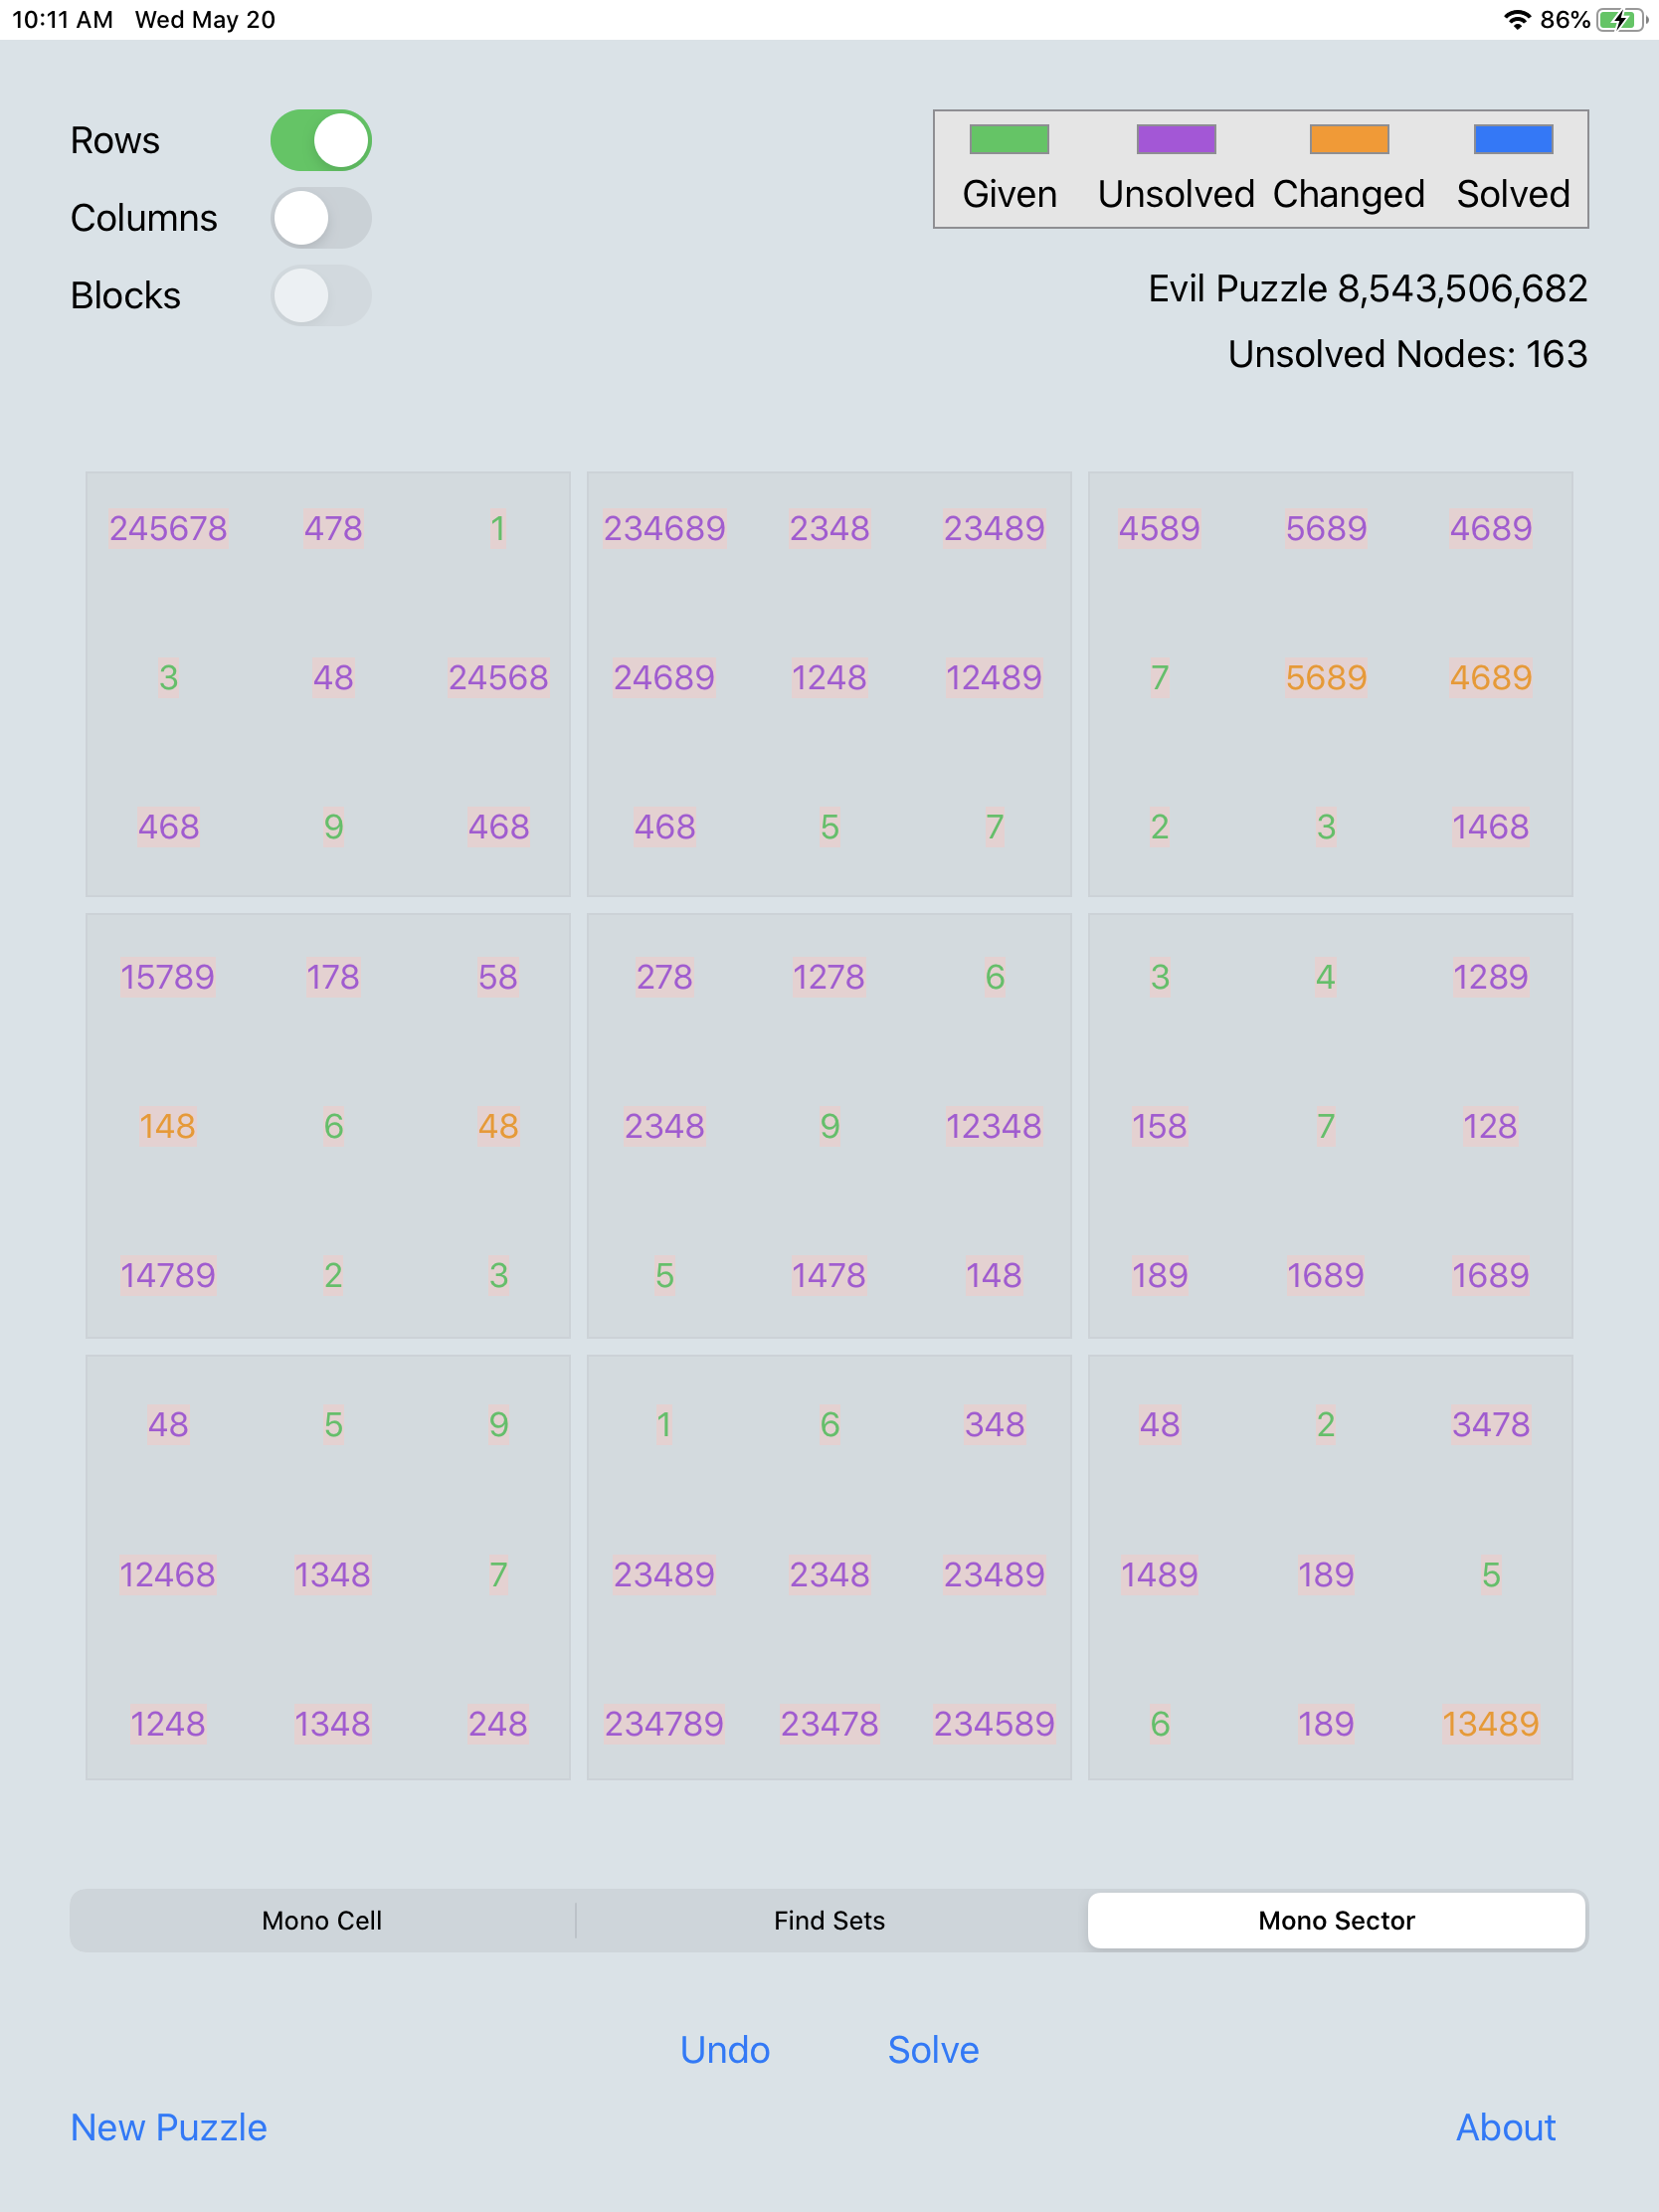 10:11 AM Wed May 20 86%
Rows
Columns
Blocks
Given Unsolved Changed Solved
Evil Puzzle 8,543,506,682
Unsolved Nodes: 163
245678 478 1 234689 2348 23489 4589 5689 4689
3 48 24568 24689 1248 12489 7 5689 4689
468 9 468 468 5 7 2 3 1468
15789 178 58 278 1278 6 3 4 1289
148 6 48 2348 9 12348 158 7 128
14789 2 3 5 1478 148 189 1689 1689
48 5 9 1 6 348 48 2 3478
12468 1348 7 23489 2348 23489 1489 189 5
1248 1348 248 234789 23478 234589 6 189 13489
Mono Cell Find Sets Mono Sector
Undo Solve
New Puzzle About